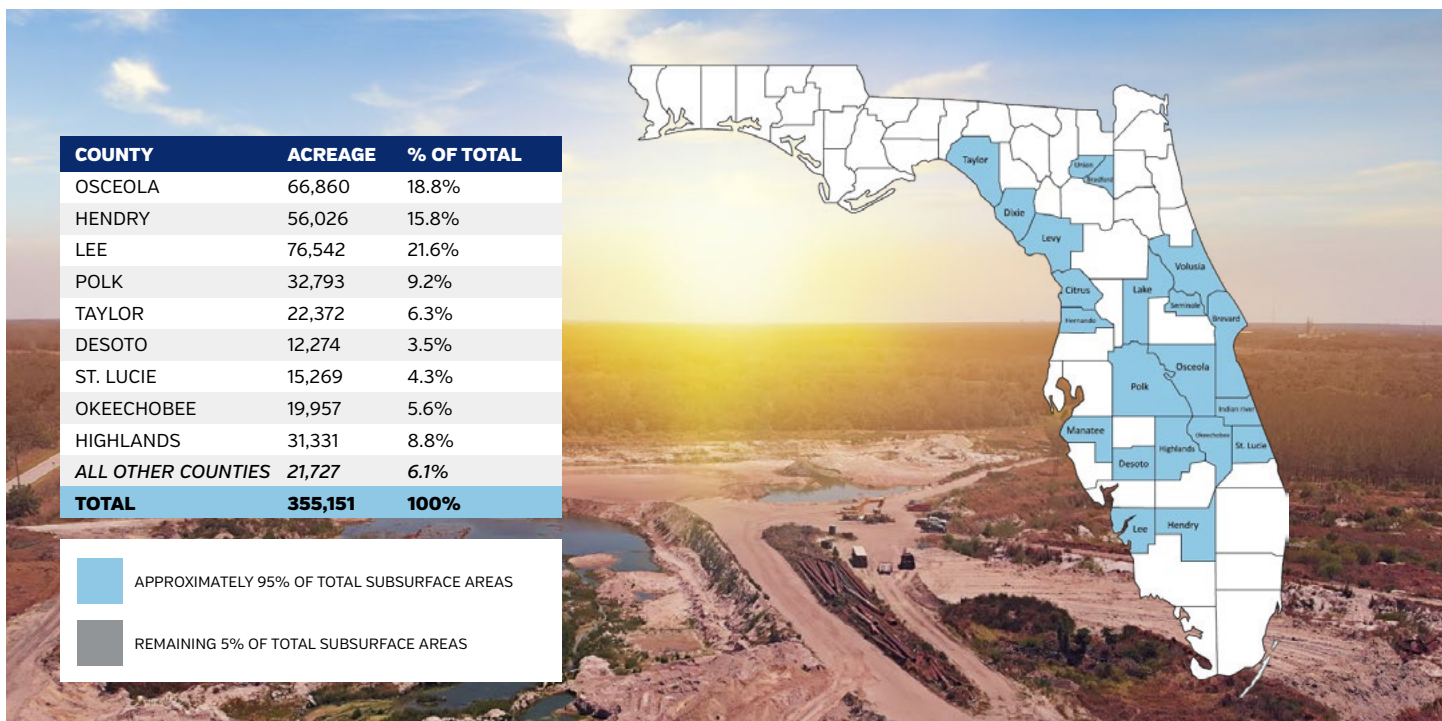 COUNTY ACREAGE % OF TOTAL
OSCEOLA 66,860 18.8%
HENDRY 56,026 15.8%
LEE 76,542 21.6%
POLK 32,793 9.2%
TAYLOR 22,372 6.3%
DESOTO 12,274 3.5%
ST. LUCIE 15,269 4.3%
OKEECHOBEE 19,957 5.6%
HIGHLANDS 31,331 8.8%
ALL OTHER COUNTIES 21,727 6.1%
TOTAL 355,151 100%
APPROXIMATELY 95% OF TOTAL SUBSURFACE AREAS
REMAINING 5% OF TOTAL SUBSURFACE AREAS
Taylor
Union
Bradford
Dixie
Levy
Volusia
Citrus
Lake
Seminole
Hernando
Brevard
Osceola
Polk
Indian river
Manatee
Okeechobee
St. Lucie
Highlands
Desoto
Lee
Hendry